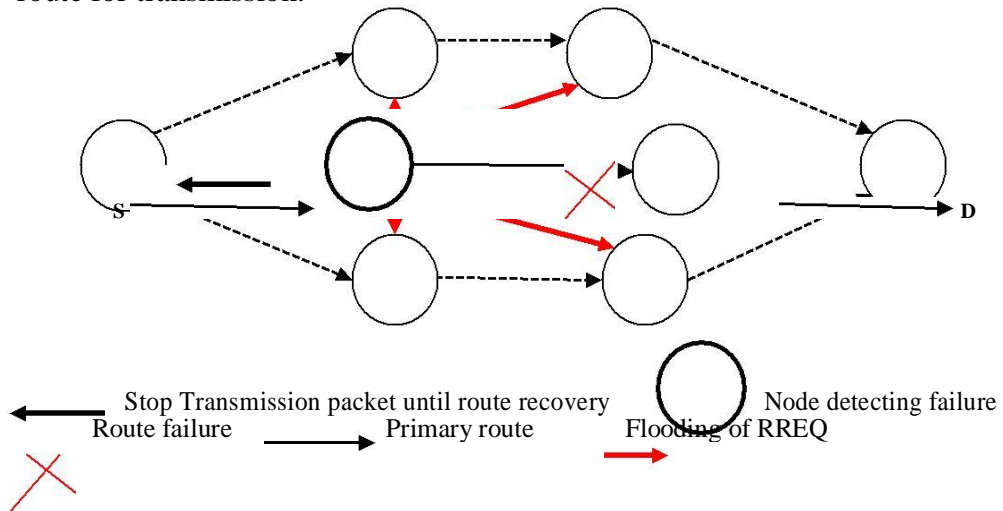 route for transmission.
S D
Stop Transmission packet until route recovery Node detecting failure
Route failure Primary route Flooding of RREQ